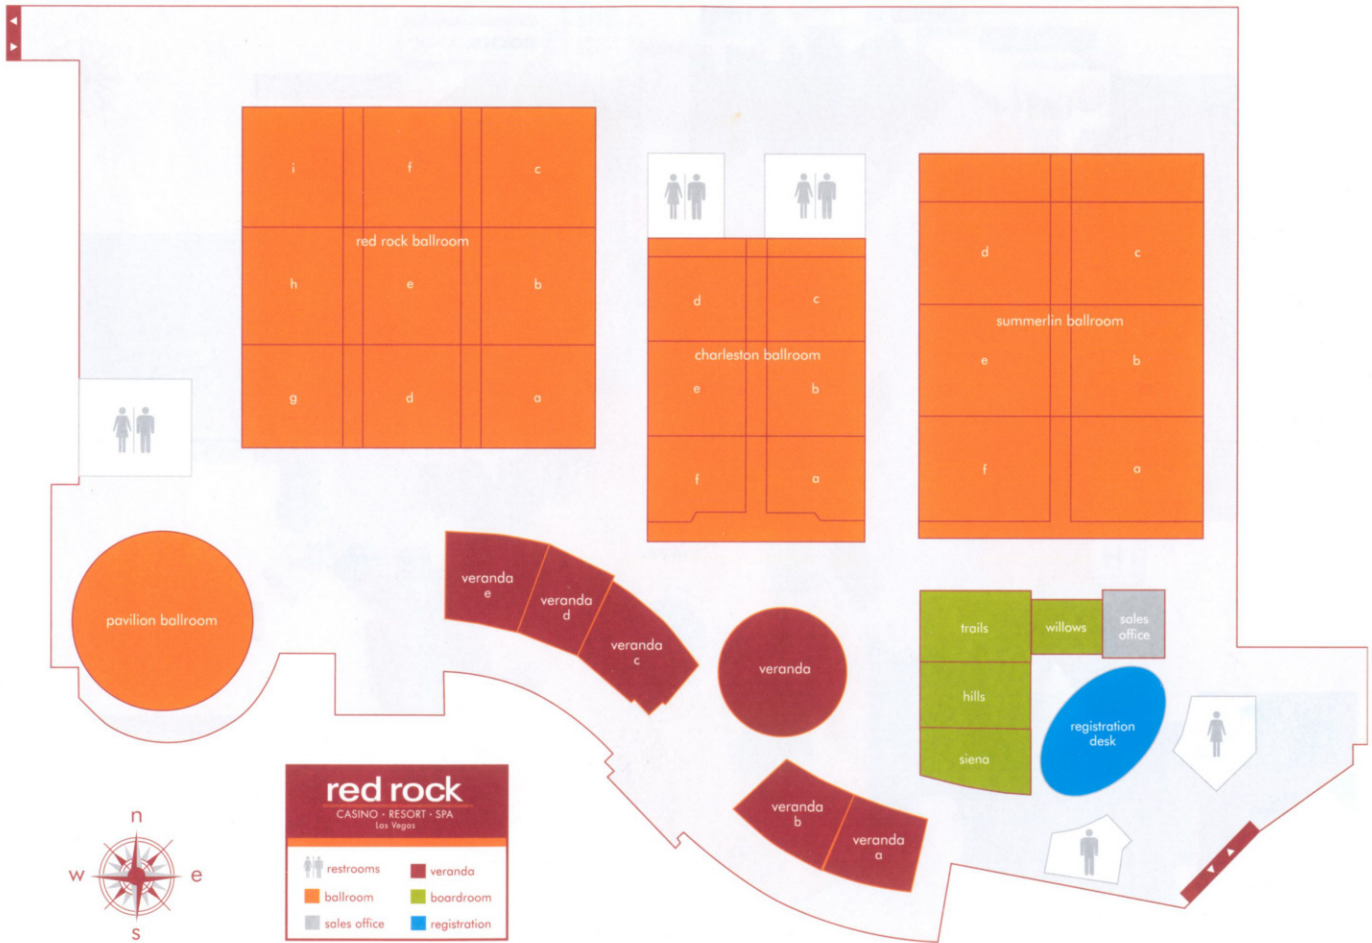 i
f
c
red rock ballroom
h
e
b
g
d
a
d
c
charleston ballroom
e
b
f
a
d
c
summerlin ballroom
e
b
f
a
pavilion ballroom
veranda
e
veranda
d
veranda
c
veranda
veranda
b
veranda
a
trails
willows
sales
office
hills
siena
registration
desk
n
w
e
s
red rock
CASINO · RESORT · SPA
Las Vegas
restrooms
veranda
ballroom
boardroom
sales office
registration